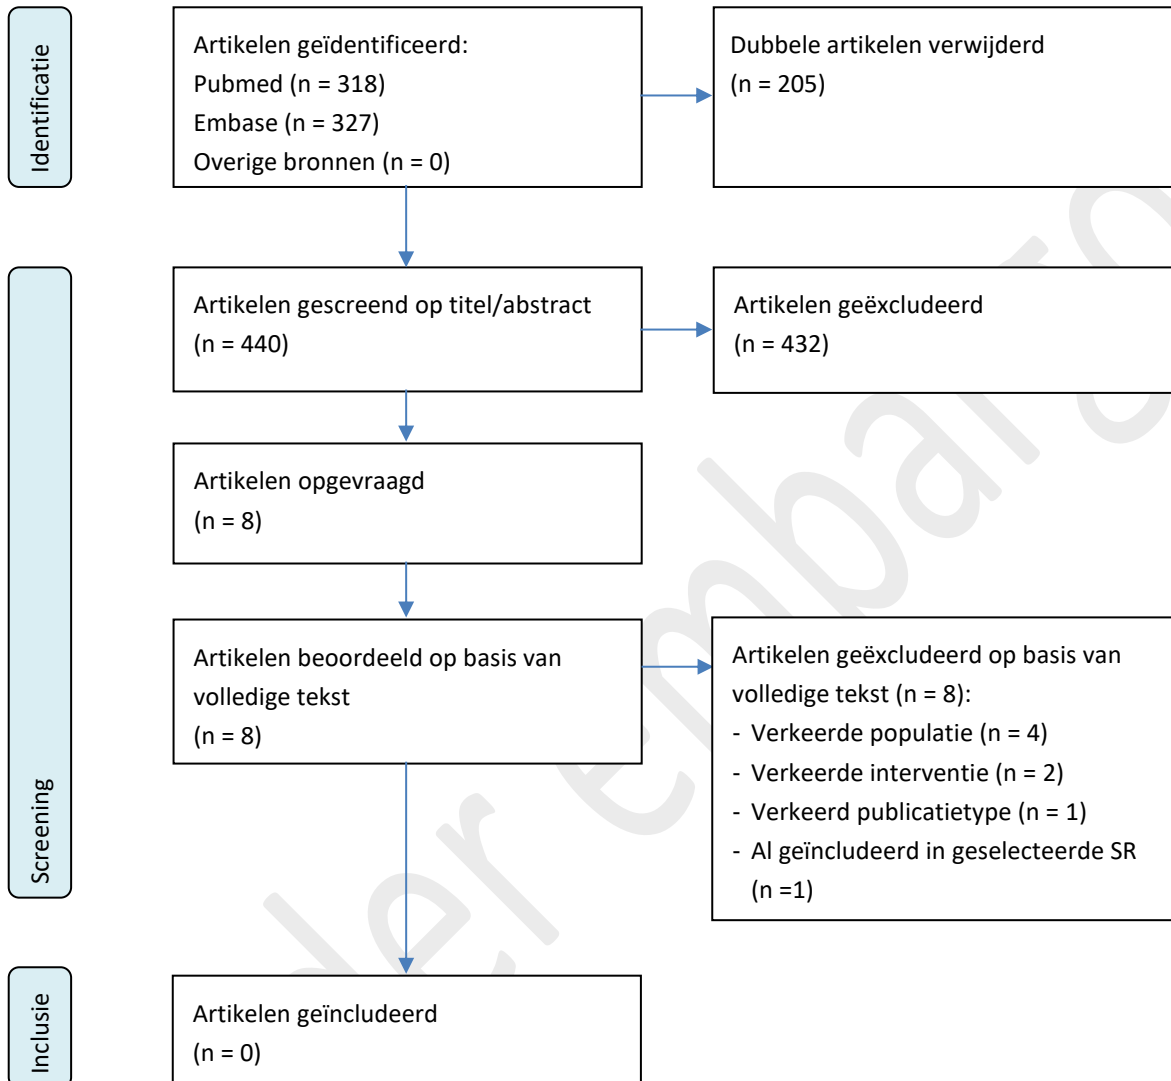 Identificatie
Artikelen geïdentificeerd:
Pubmed (n = 318)
Embase (n = 327)
Overige bronnen (n = 0)
Dubbele artikelen verwijderd
(n = 205)
Screening
Artikelen gescreend op titel/abstract
(n = 440)
Artikelen geëxcludeerd
(n = 432)
Artikelen opgevraagd
(n = 8)
Artikelen beoordeeld op basis van
volledige tekst
(n = 8)
Artikelen geëxcludeerd op basis van
volledige tekst (n = 8):
- Verkeerde populatie (n = 4)
- Verkeerde interventie (n = 2)
- Verkeerd publicatietype (n = 1)
- Al geïncludeerd in geselecteerde SR
(n =1)
Inclusie
Artikelen geïncludeerd
(n = 0)
der embargo